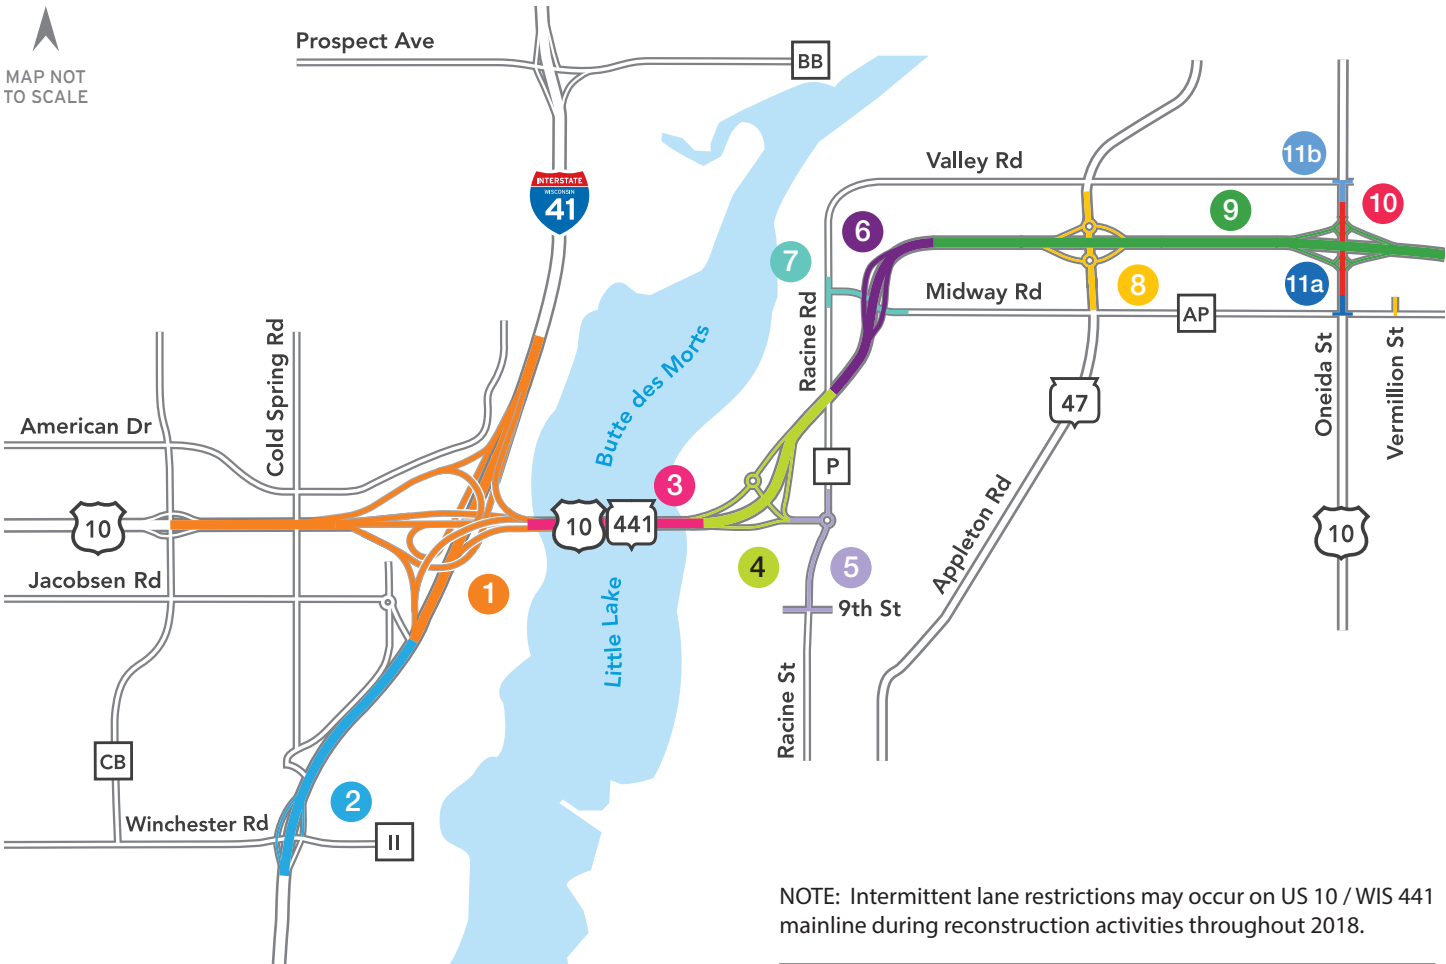 MAP NOT
TO SCALE
Prospect Ave
BB
INTERSTATE
WISCONSIN
41
Valley Rd
11b
10
9
6
7
8
11a
Midway Rd
AP
Racine Rd
Oneida St
Vermillion St
Cold Spring Rd
Butte des Morts
47
American Dr
P
3
10
10
441
10
Appleton Rd
Jacobsen Rd
1
4
5
9th St
Little Lake
Racine St
CB
2
Winchester Rd
II
NOTE: Intermittent lane restrictions may occur on US 10 / WIS 441
mainline during reconstruction activities throughout 2018.